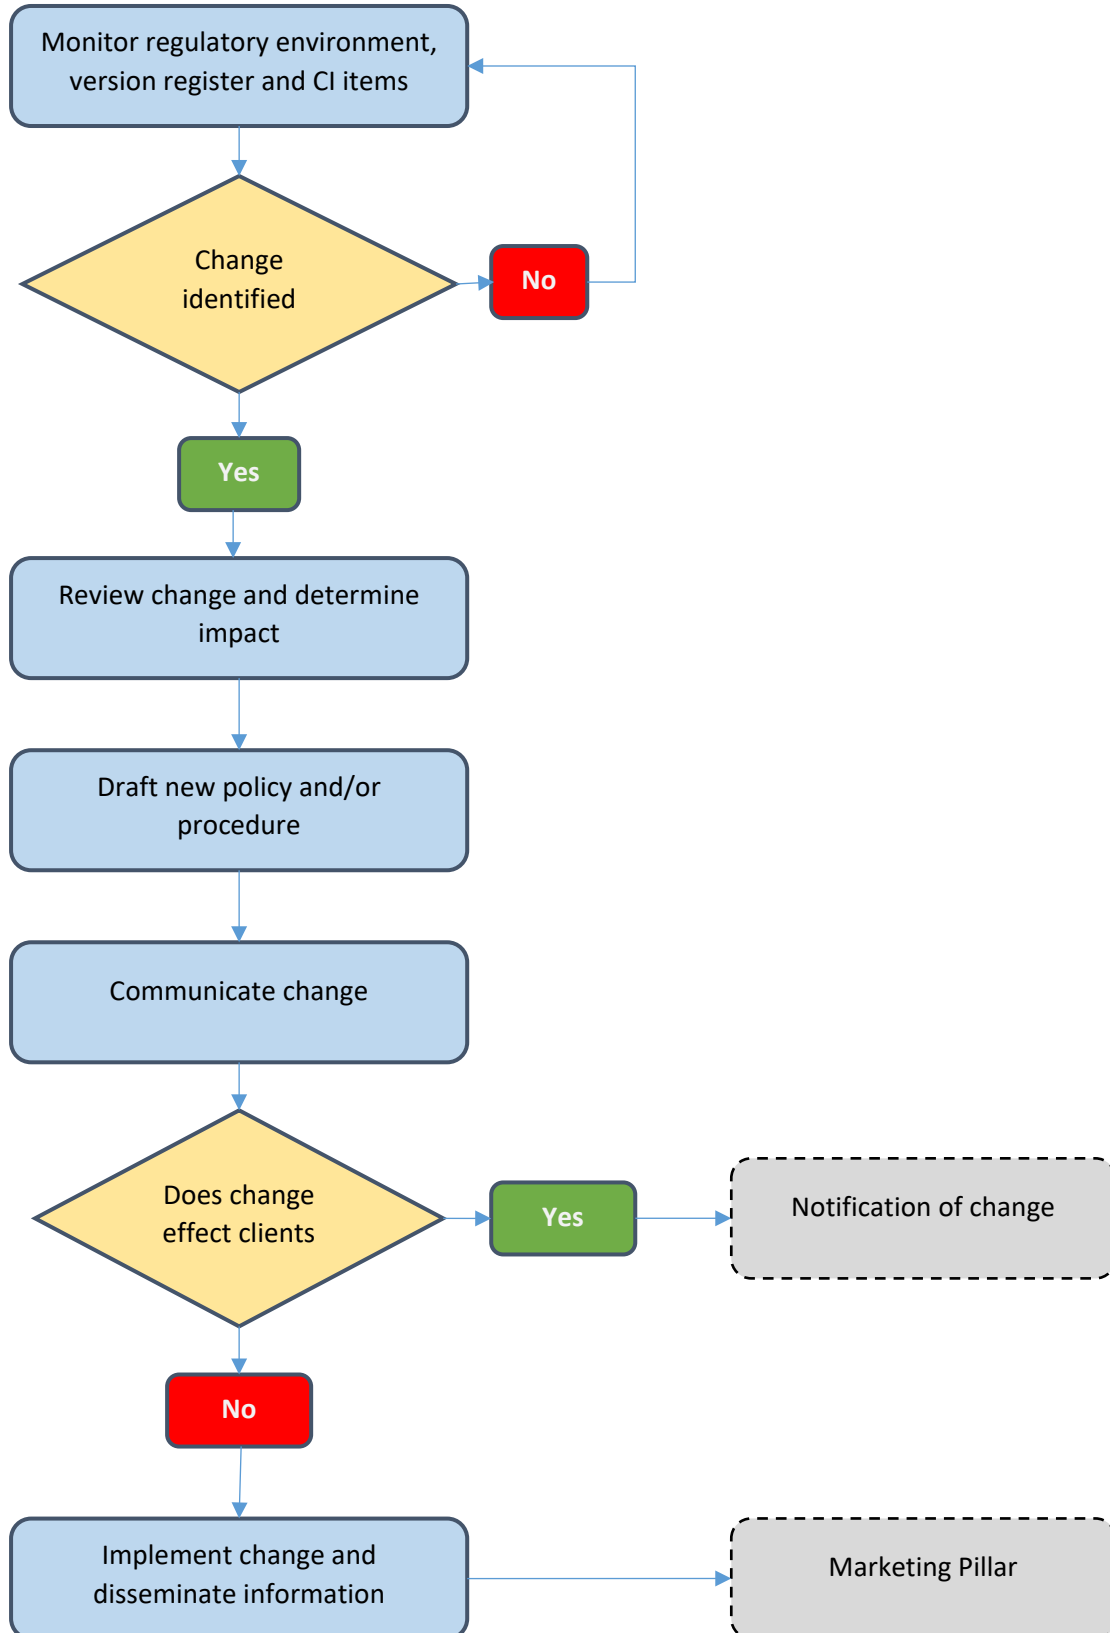 Monitor regulatory environment,
version register and CI items
Change
identified
No
Yes
Review change and determine
impact
Draft new policy and/or
procedure
Communicate change
Does change
effect clients
Yes
Notification of change
No
Implement change and
disseminate information
Marketing Pillar